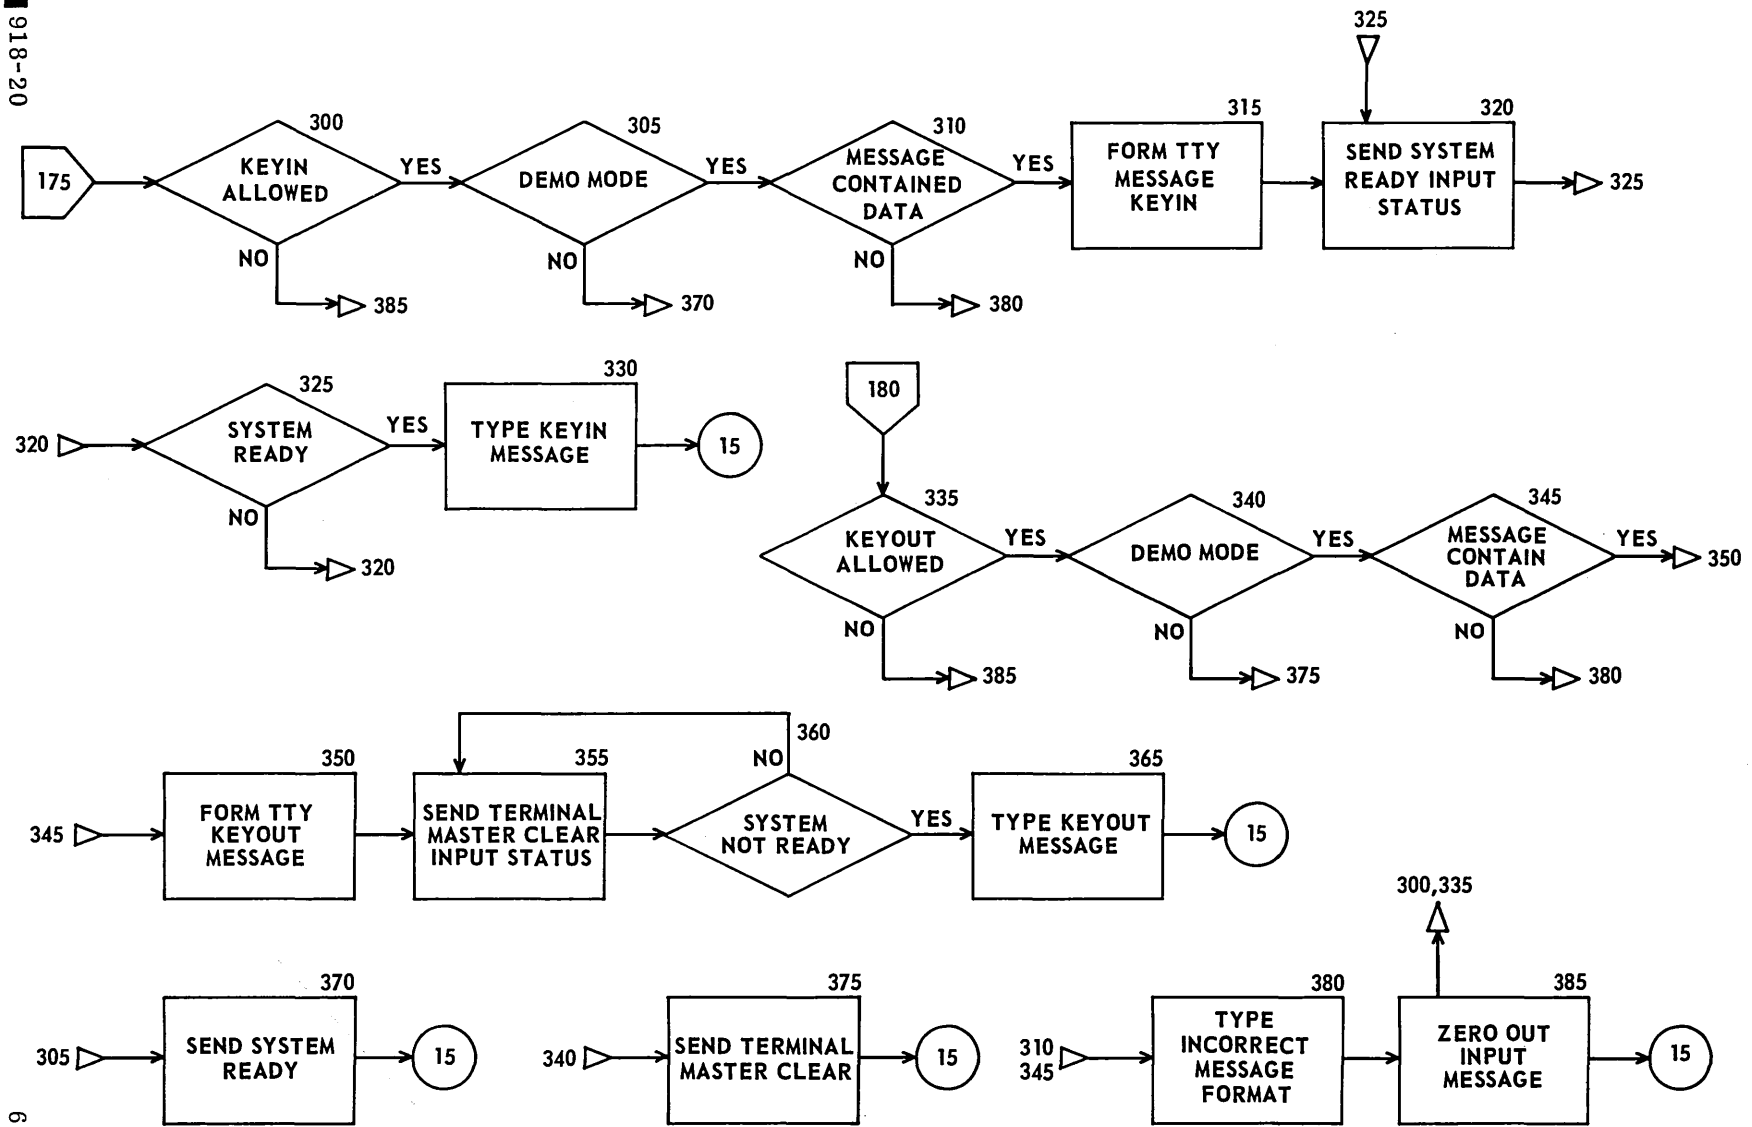 918-20
325
300
305
310
315
320
175
KEYIN
ALLOWED
YES
DEMO MODE
YES
MESSAGE
CONTAINED
DATA
YES
FORM TTY
MESSAGE
KEYIN
SEND SYSTEM
READY INPUT
STATUS
325
NO
385
NO
370
NO
380
325
330
320
SYSTEM
READY
YES
TYPE KEYIN
MESSAGE
15
NO
320
180
335
340
345
KEYOUT
ALLOWED
YES
DEMO MODE
YES
MESSAGE
CONTAIN
DATA
YES
350
NO
385
NO
375
NO
380
350
355
360
365
345
FORM TTY
KEYOUT
MESSAGE
SEND TERMINAL
MASTER CLEAR
INPUT STATUS
NO
SYSTEM
NOT READY
YES
TYPE KEYOUT
MESSAGE
15
300,335
370
375
380
385
305
SEND SYSTEM
READY
15
340
SEND TERMINAL
MASTER CLEAR
15
310
345
TYPE
INCORRECT
MESSAGE
FORMAT
ZERO OUT
INPUT
MESSAGE
15
6